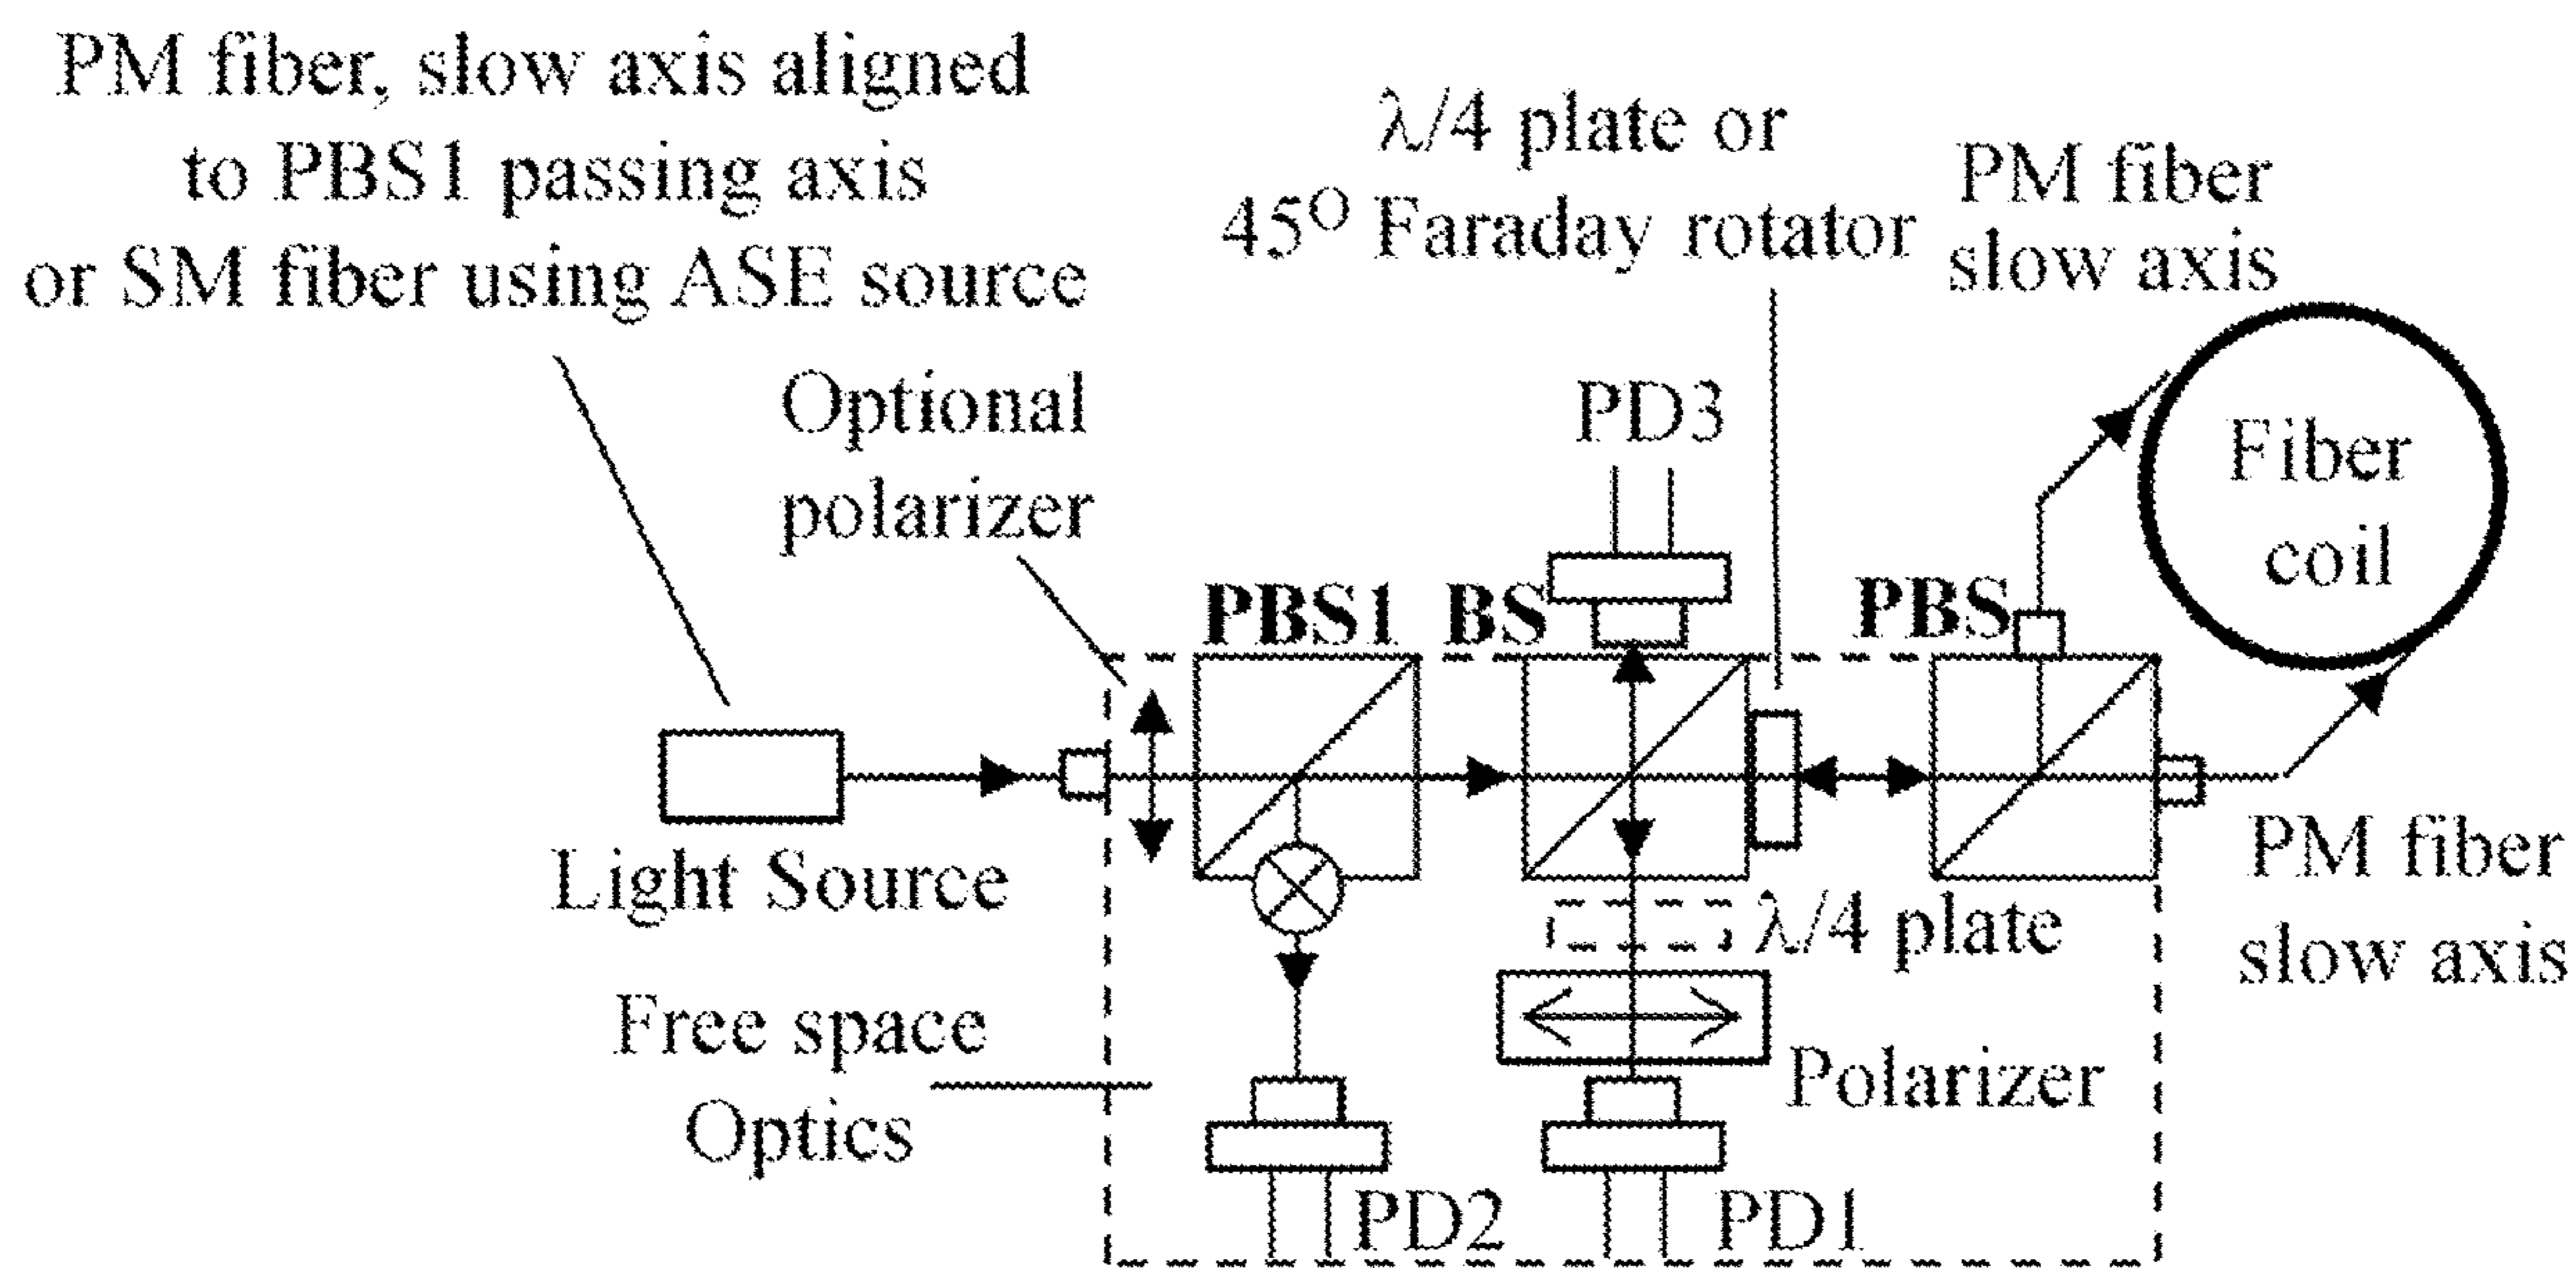 PM fiber, slow axis aligned
to PBS1 passing axis
or SM fiber using ASE source
λ/4 plate or
45° Faraday rotator
PM fiber
slow axis
Optional
polarizer
PD3
Fiber
coil
PBS1
BS
PBS
Light Source
λ/4 plate
PM fiber
slow axis
Free space
Optics
Polarizer
PD2
PD1